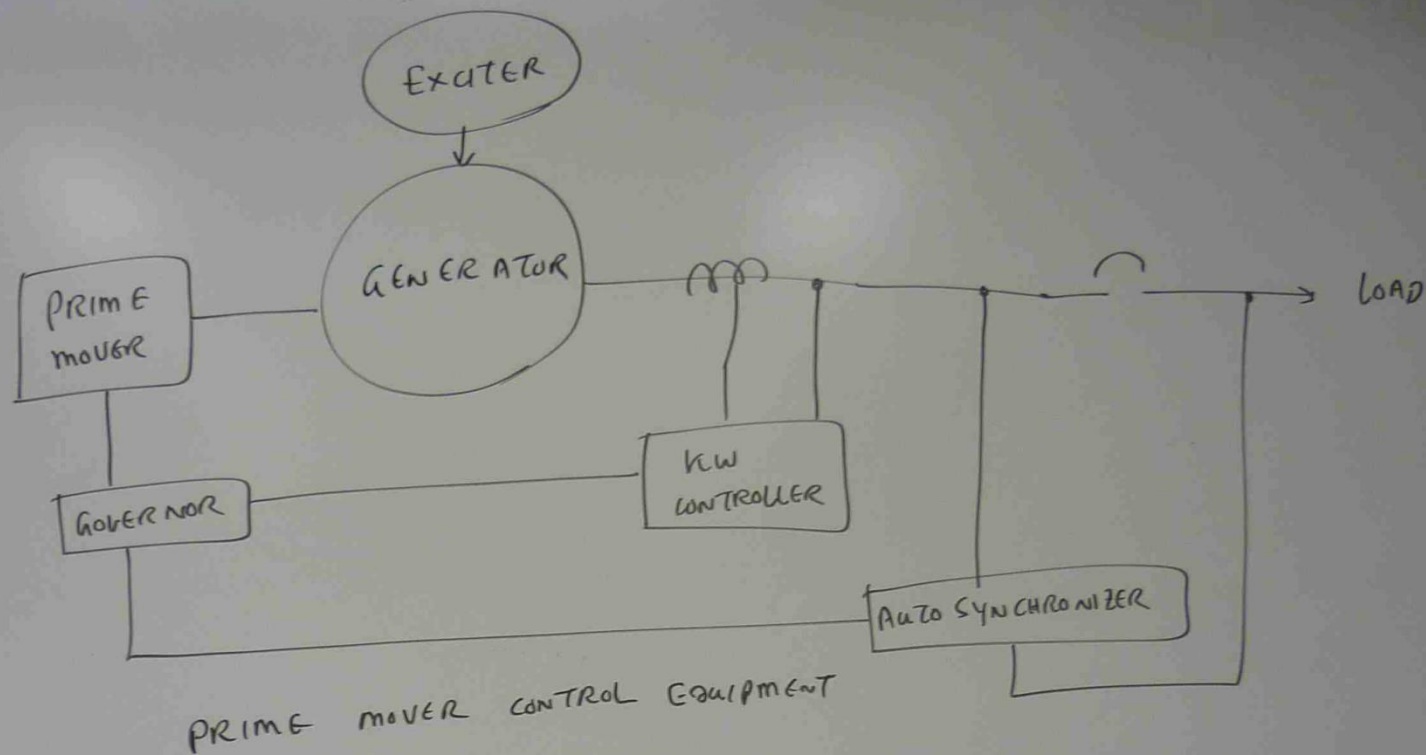 EXCITER
GENERATOR
PRIME
MOVER
LOAD
KW
CONTROLLER
GOVERNOR
AUTO SYNCHRONIZER
PRIME MOVER CONTROL EQUIPMENT